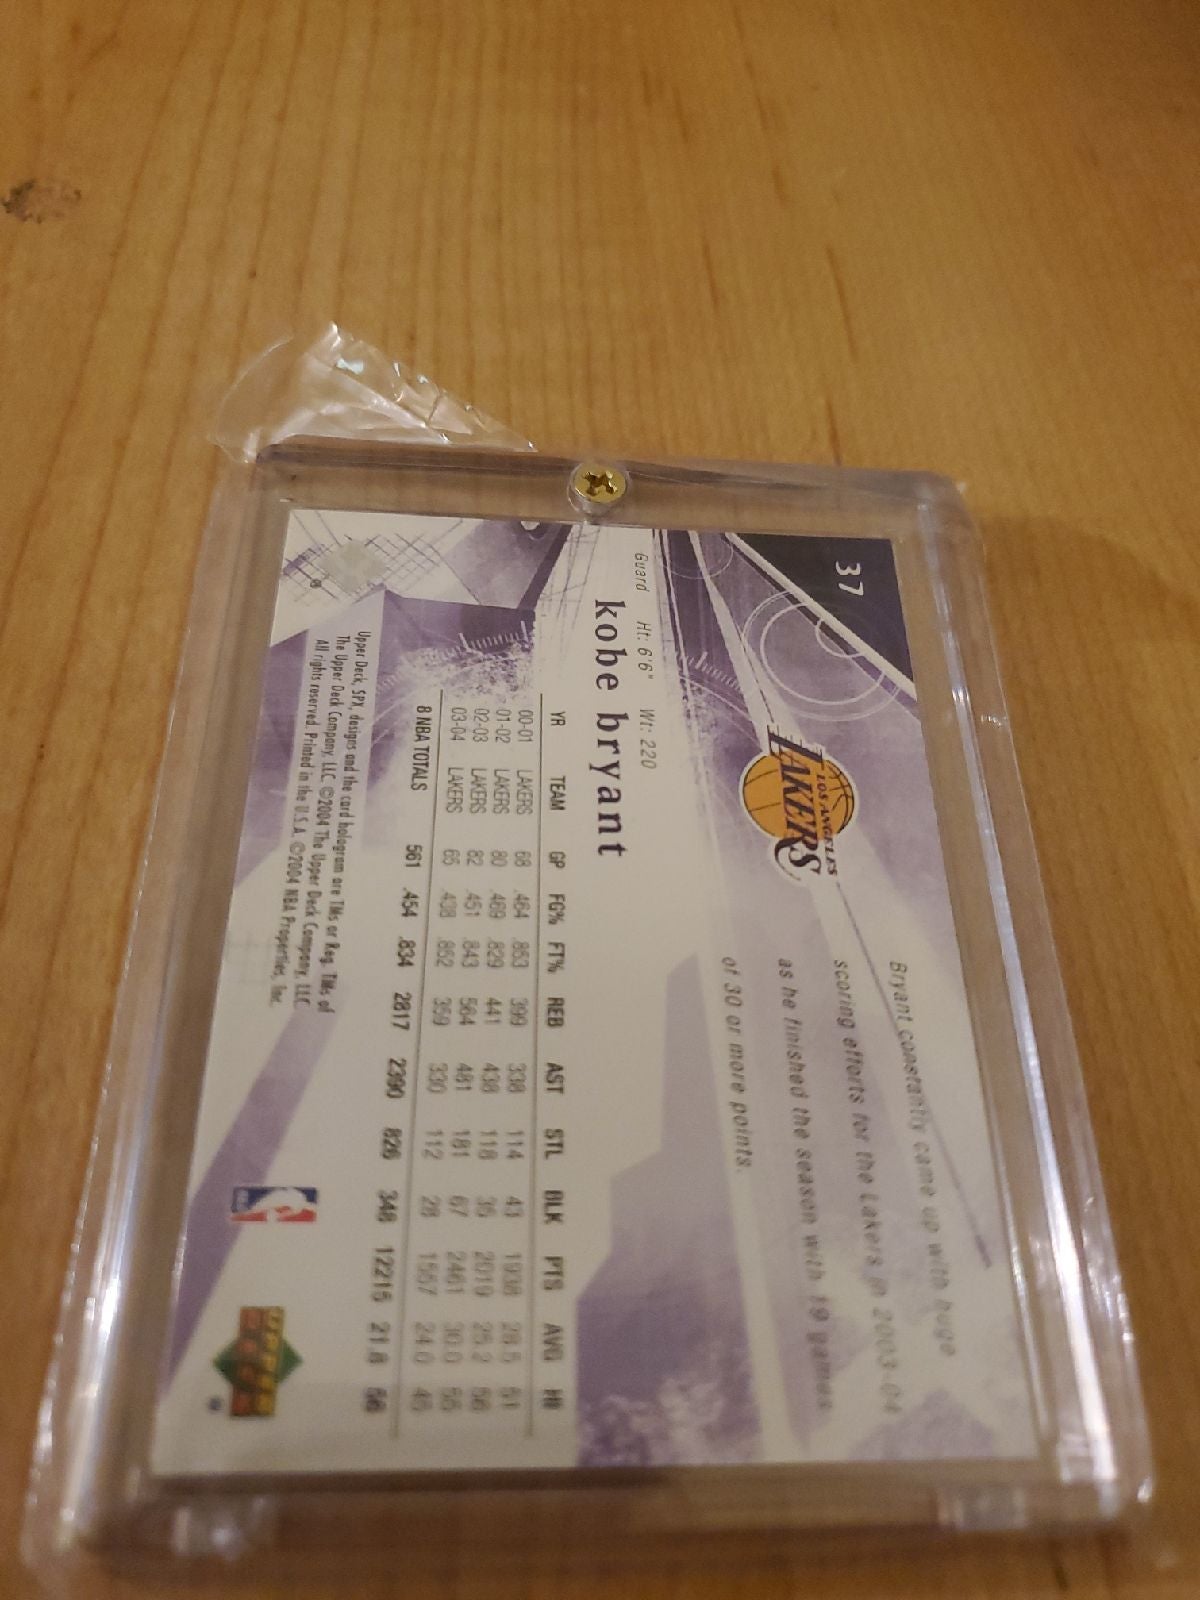 37
LOS ANGELES
LAKERS
Bryant constantly came up with huge
scoring efforts for the Lakers in 2003-04
as he finished the season with 19 games
of 30 or more points.
Guard Ht: 6'6" Wt: 220
kobe bryant
YR TEAM GP FG% FT% REB AST STL BLK PTS AVG HI
00-01 LAKERS 68 .464 .853 399 338 114 43 1938 28.5 51
01-02 LAKERS 80 .469 .829 441 438 118 35 2019 25.2 56
02-03 LAKERS 82 .451 .843 564 481 181 67 2461 30.0 55
03-04 LAKERS 65 .438 .852 359 330 112 28 1557 24.0 45
8 NBA TOTALS 561 .454 .834 2817 2390 826 348 12215 21.8 56
Upper Deck, SPX, designs and the card hologram are TMs or Reg. TMs of
The Upper Deck Company, LLC. ©2004 The Upper Deck Company, LLC.
All rights reserved. Printed in the U.S.A. ©2004 NBA Properties, Inc.
UPPER
DECK